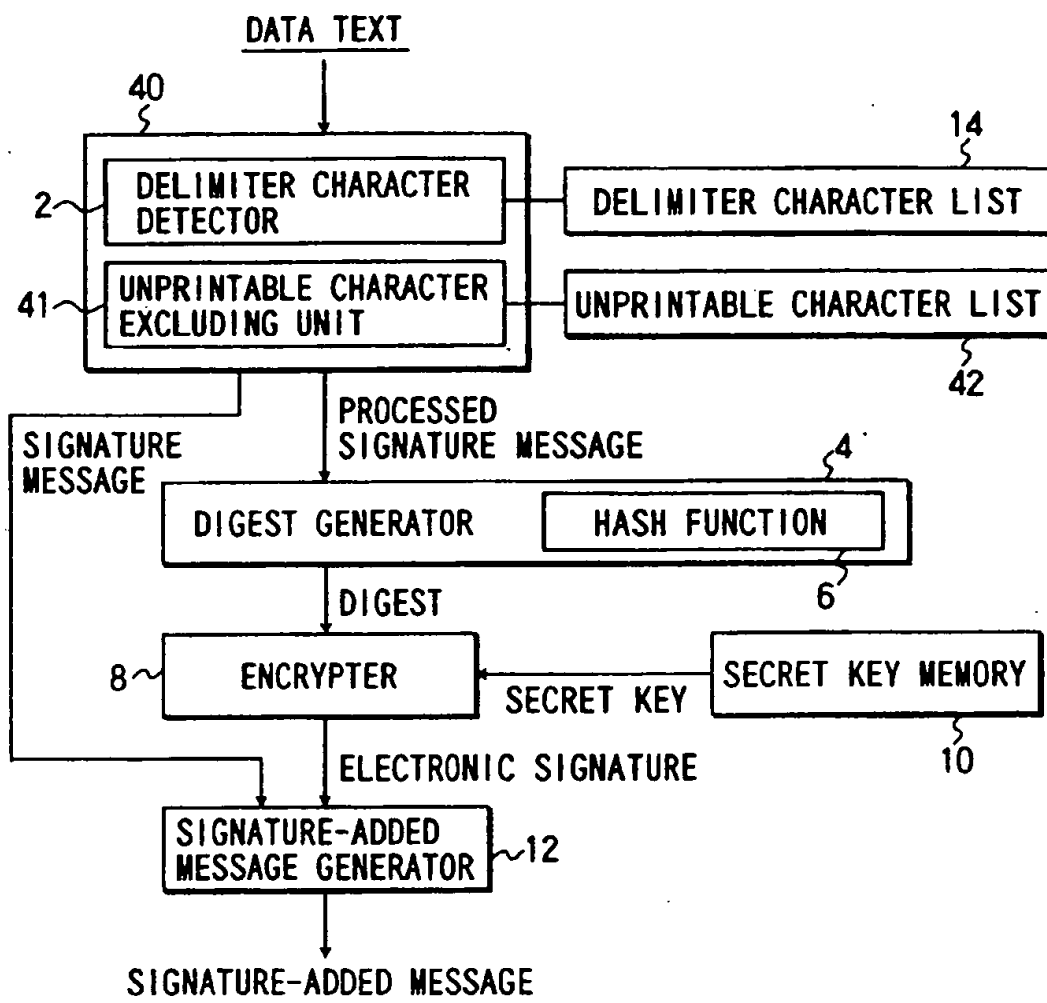 DATA TEXT
40
14
2
DELIMITER CHARACTER
DETECTOR
DELIMITER CHARACTER LIST
41
UNPRINTABLE CHARACTER
EXCLUDING UNIT
UNPRINTABLE CHARACTER LIST
42
SIGNATURE
MESSAGE
PROCESSED
SIGNATURE MESSAGE
4
DIGEST GENERATOR
HASH FUNCTION
6
DIGEST
8
ENCRYPTER
SECRET KEY
SECRET KEY MEMORY
10
ELECTRONIC SIGNATURE
SIGNATURE-ADDED
MESSAGE GENERATOR
12
SIGNATURE-ADDED MESSAGE